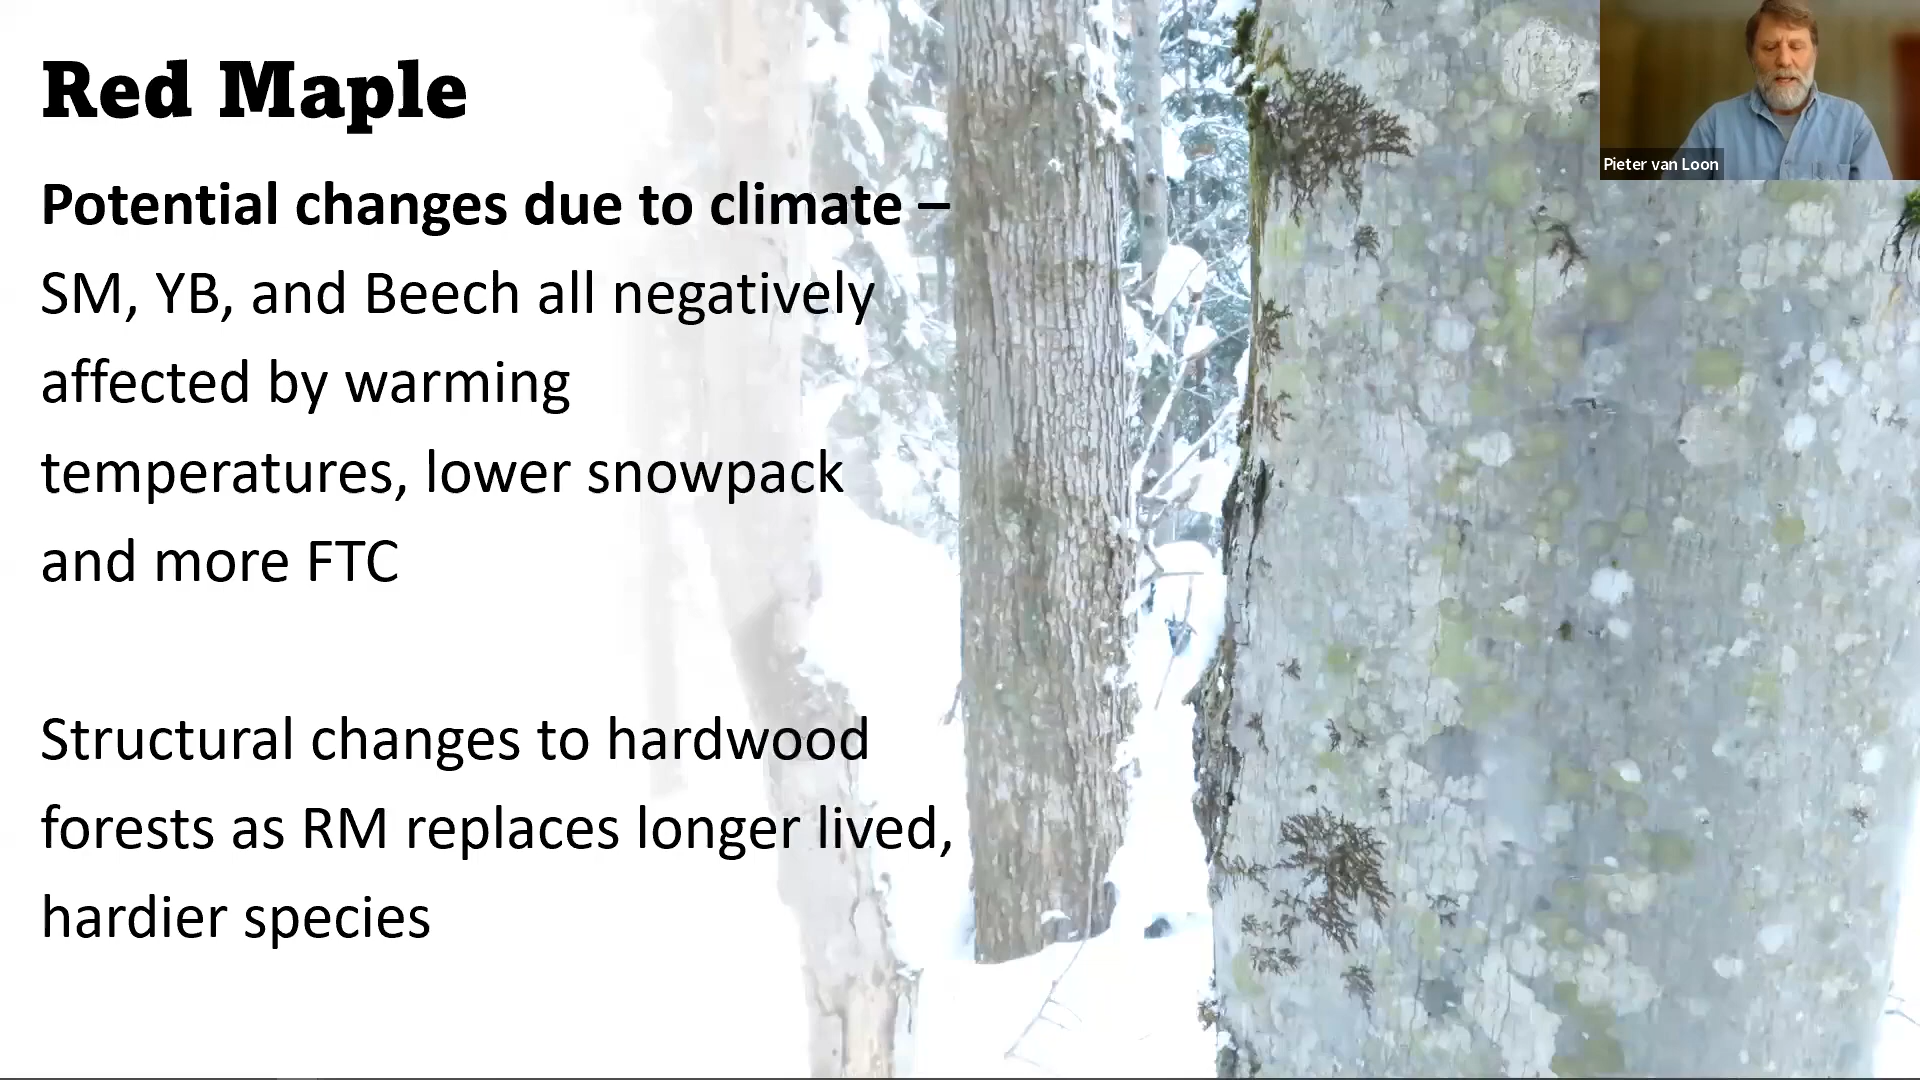 Red Maple
Potential changes due to climate –
SM, YB, and Beech all negatively
affected by warming
temperatures, lower snowpack
and more FTC
Structural changes to hardwood
forests as RM replaces longer lived,
hardier species
Pieter van Loon